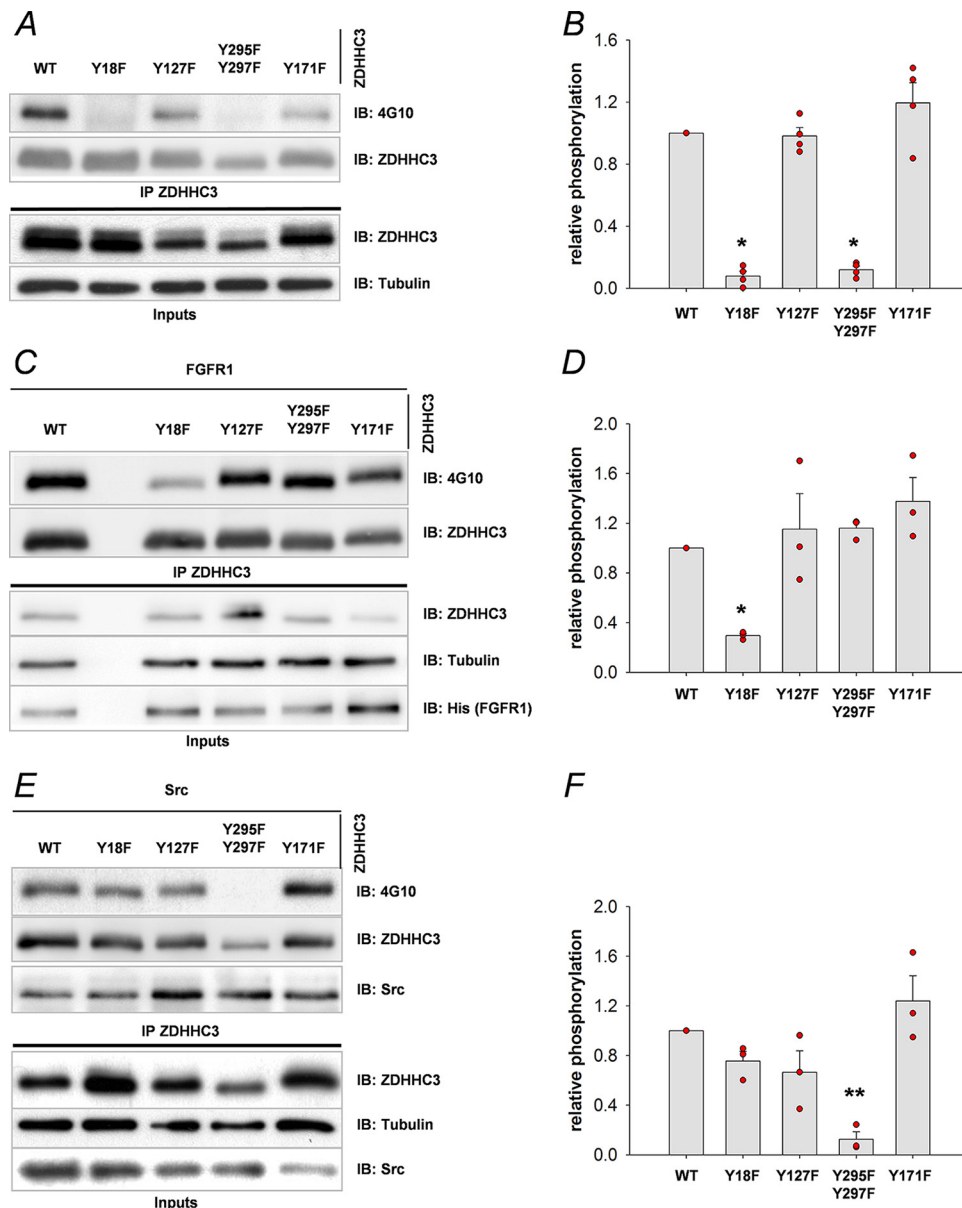 A
Y295F
WT Y18F Y127F Y297F Y171F
ZDHHC3
IB: 4G10
IB: ZDHHC3
IP ZDHHC3
IB: ZDHHC3
IB: Tubulin
Inputs
B
relative phosphorylation
1.6
1.2
0.8
0.4
0.0
* *
WT Y18F Y127F Y295F Y171F
Y297F
C
FGFR1
Y295F
WT Y18F Y127F Y297F Y171F
ZDHHC3
IB: 4G10
IB: ZDHHC3
IP ZDHHC3
IB: ZDHHC3
IB: Tubulin
IB: His (FGFR1)
Inputs
D
relative phosphorylation
2.0
1.6
1.2
0.8
0.4
0.0
*
WT Y18F Y127F Y295F Y171F
Y297F
E
Src
Y295F
WT Y18F Y127F Y297F Y171F
ZDHHC3
IB: 4G10
IB: ZDHHC3
IB: Src
IP ZDHHC3
IB: ZDHHC3
IB: Tubulin
IB: Src
Inputs
F
relative phosphorylation
2.0
1.6
1.2
0.8
0.4
0.0
**
WT Y18F Y127F Y295F Y171F
Y297F